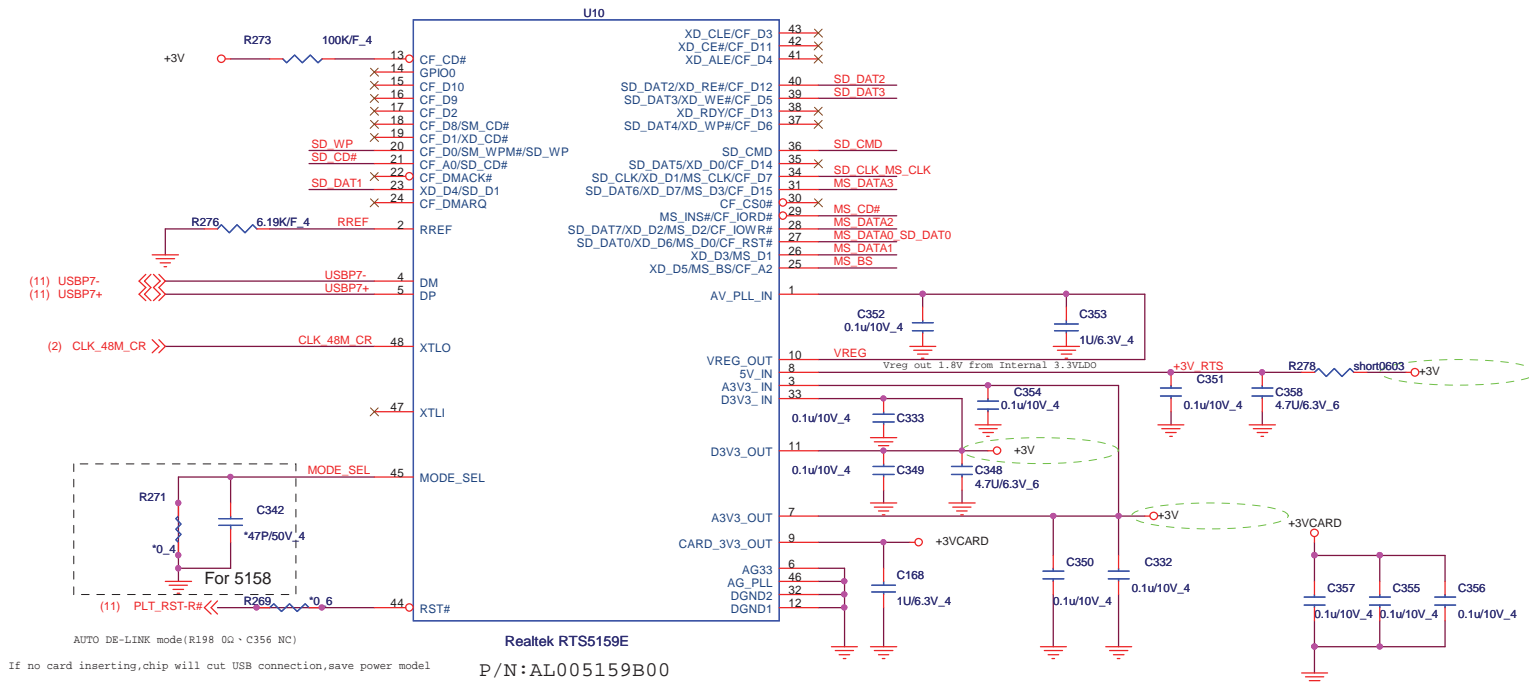 U10
R273 100K/F_4
+3V
13 CF_CD#
14 GPIO0
15 CF_D10
16 CF_D9
17 CF_D2
18 CF_D8/SM_CD#
19 CF_D1/XD_CD#
SD_WP 20 CF_D0/SM_WPM#/SD_WP
SD_CD# 21 CF_A0/SD_CD#
22 CF_DMACK#
SD_DAT1 23 XD_D4/SD_D1
24 CF_DMARQ
R276 6.19K/F_4 RREF 2 RREF
(11) USBP7- USBP7- 4 DM
(11) USBP7+ USBP7+ 5 DP
(2) CLK_48M_CR CLK_48M_CR 48 XTLO
47 XTLI
MODE_SEL 45 MODE_SEL
R271
*0_4
C342
*47P/50V_4
For 5158
(11) PLT_RST-R# R269 *0_6 44 RST#
XD_CLE/CF_D3 43
XD_CE#/CF_D11 42
XD_ALE/CF_D4 41
SD_DAT2/XD_RE#/CF_D12 40 SD_DAT2
SD_DAT3/XD_WE#/CF_D5 39 SD_DAT3
XD_RDY/CF_D13 38
SD_DAT4/XD_WP#/CF_D6 37
SD_CMD 36 SD_CMD
SD_DAT5/XD_D0/CF_D14 35
SD_CLK/XD_D1/MS_CLK/CF_D7 34 SD_CLK_MS_CLK
SD_DAT6/XD_D7/MS_D3/CF_D15 31 MS_DATA3
CF_CS0# 30
MS_INS#/CF_IORD# 29 MS_CD#
SD_DAT7/XD_D2/MS_D2/CF_IOWR# 28 MS_DATA2
SD_DAT0/XD_D6/MS_D0/CF_RST# 27 MS_DATA0_SD_DAT0
XD_D3/MS_D1 26 MS_DATA1
XD_D5/MS_BS/CF_A2 25 MS_BS
AV_PLL_IN 1
C352
0.1u/10V_4
C353
1U/6.3V_4
VREG_OUT 10 VREG
Vreg out 1.8V from Internal 3.3VLDO
5V_IN 8 +3V_RTS R278 short0603 +3V
A3V3_IN 3
D3V3_IN 33
C351
0.1u/10V_4
C358
4.7U/6.3V_6
C354
0.1u/10V_4
0.1u/10V_4 C333
D3V3_OUT 11 +3V
0.1u/10V_4 C349
C348
4.7U/6.3V_6
A3V3_OUT 7 +3V
CARD_3V3_OUT 9 +3VCARD
AG33 6
AG_PLL 46
DGND2 32
DGND1 12
C168
1U/6.3V_4
C350
0.1u/10V_4
C332
0.1u/10V_4
+3VCARD
C357
0.1u/10V_4
C355
0.1u/10V_4
C356
0.1u/10V_4
Realtek RTS5159E
P/N:AL005159B00
AUTO DE-LINK mode(R198 0Ω、C356 NC)
If no card inserting,chip will cut USB connection,save power model